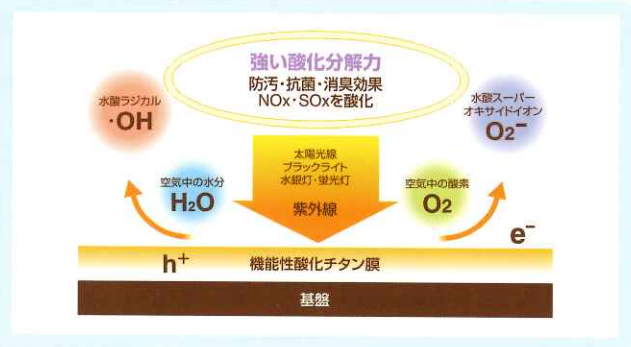 強い酸化分解力
防汚・抗菌・消臭効果
NOx・SOxを酸化
水酸ラジカル
・OH
水酸スーパー
オキサイドイオン
O2−
太陽光線
ブラックライト
水銀灯・蛍光灯
紫外線
空気中の水分
H2O
空気中の酸素
O2
h+
機能性酸化チタン膜
e−
基盤